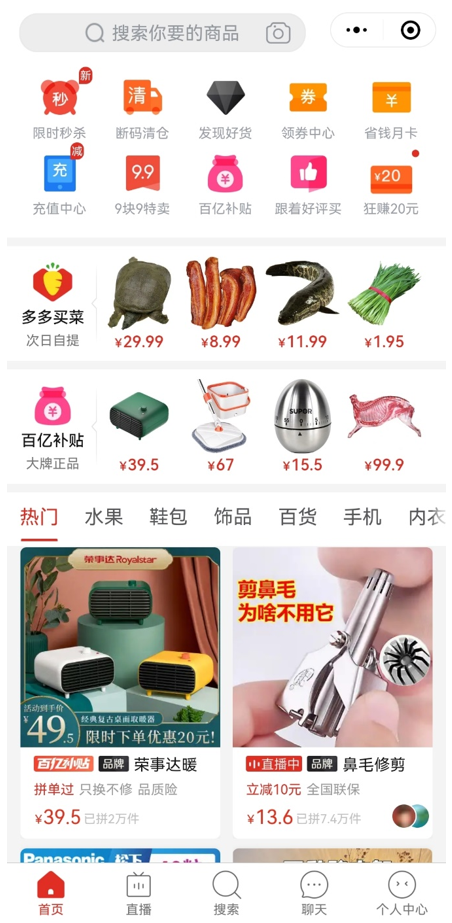 搜索你要的商品
秒
新
清
券
¥
限时秒杀
断码清仓
发现好货
领券中心
省钱月卡
充
减
9.9
¥
¥20
充值中心
9块9特卖
百亿补贴
跟着好评买
狂赚20元
多多买菜
次日自提
¥29.99
¥8.99
¥11.99
¥1.95
¥
百亿补贴
大牌正品
SUPOR
¥39.5
¥67
¥15.5
¥99.9
热门
水果
鞋包
饰品
百货
手机
内衣
荣事达Royalstar
活动到手价
¥49.5
经典复古桌面取暖器
限时下单优惠20元!
剪鼻毛
为啥不用它
百亿补贴 品牌 荣事达暖
拼单过 只换不修 品质险
¥39.5 已拼2万件
直播中 品牌 鼻毛修剪
立减10元 全国联保
¥13.6 已拼7.4万件
Panasonic 松下
首页
直播
搜索
聊天
个人中心